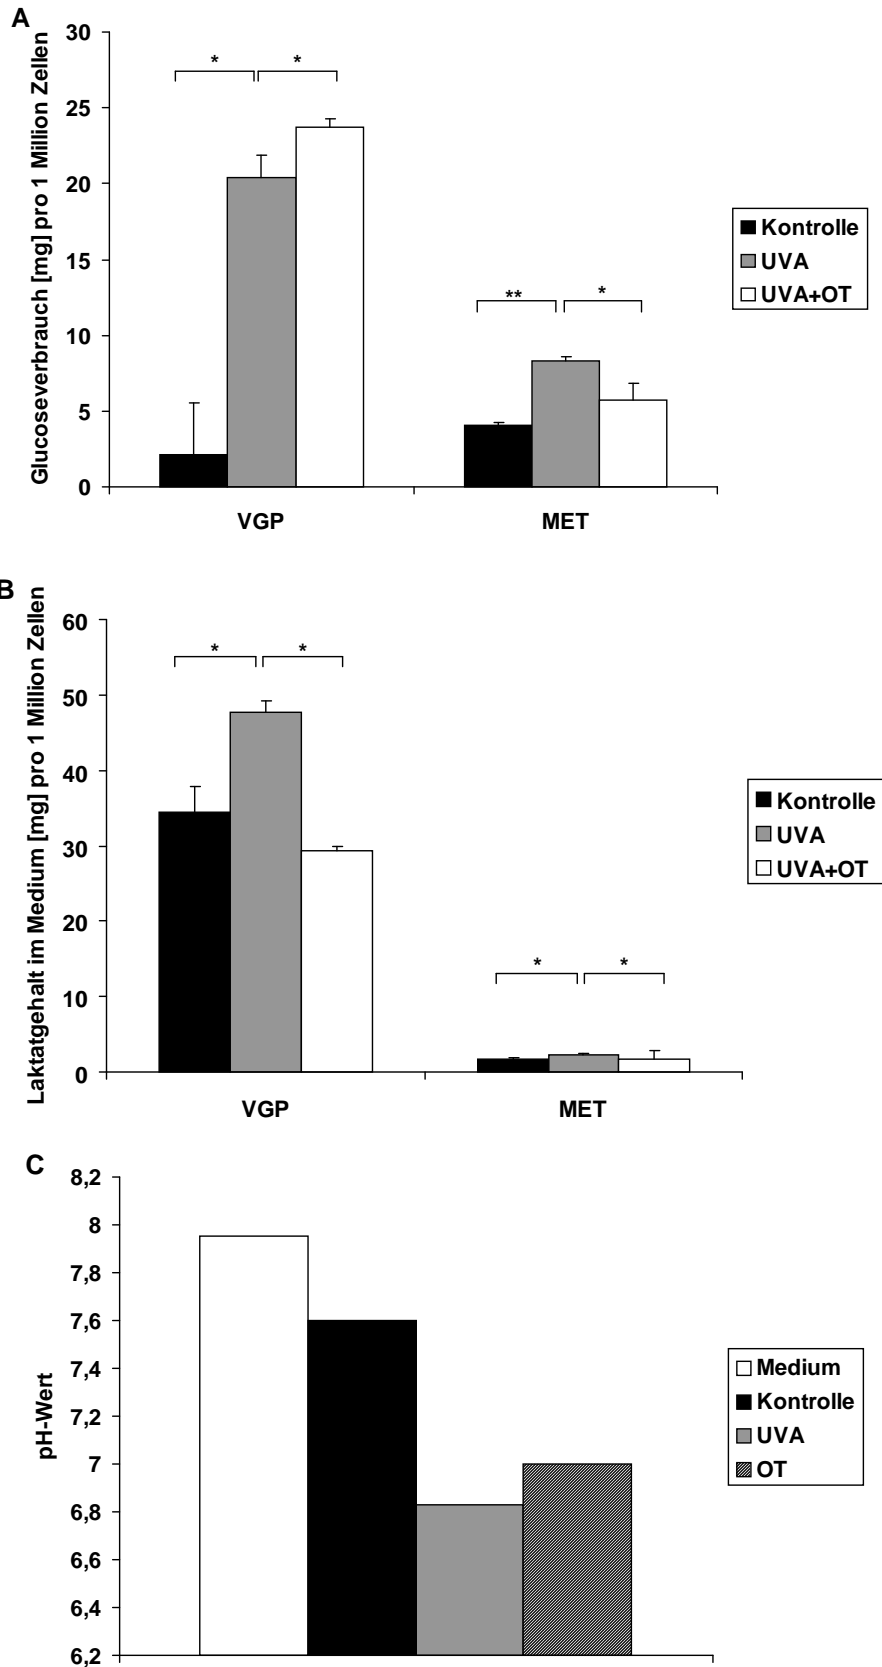 A
Glucoseverbrauch [mg] pro 1 Million Zellen
30
25
20
15
10
5
0
* *
** *
VGP MET
Kontrolle
UVA
UVA+OT
B
Laktatgehalt im Medium [mg] pro 1 Million Zellen
60
50
40
30
20
10
0
* *
* *
VGP MET
Kontrolle
UVA
UVA+OT
C
pH-Wert
8,2
8
7,8
7,6
7,4
7,2
7
6,8
6,6
6,4
6,2
Medium
Kontrolle
UVA
OT